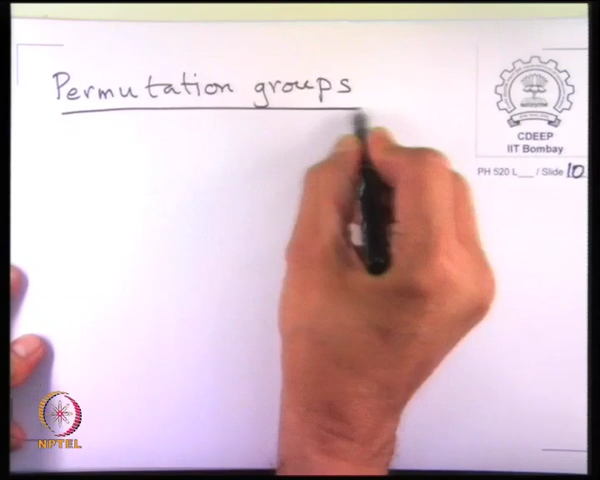 Permutation groups
CDEEP
IIT Bombay
PH 520 L___ / Slide 10
NPTEL